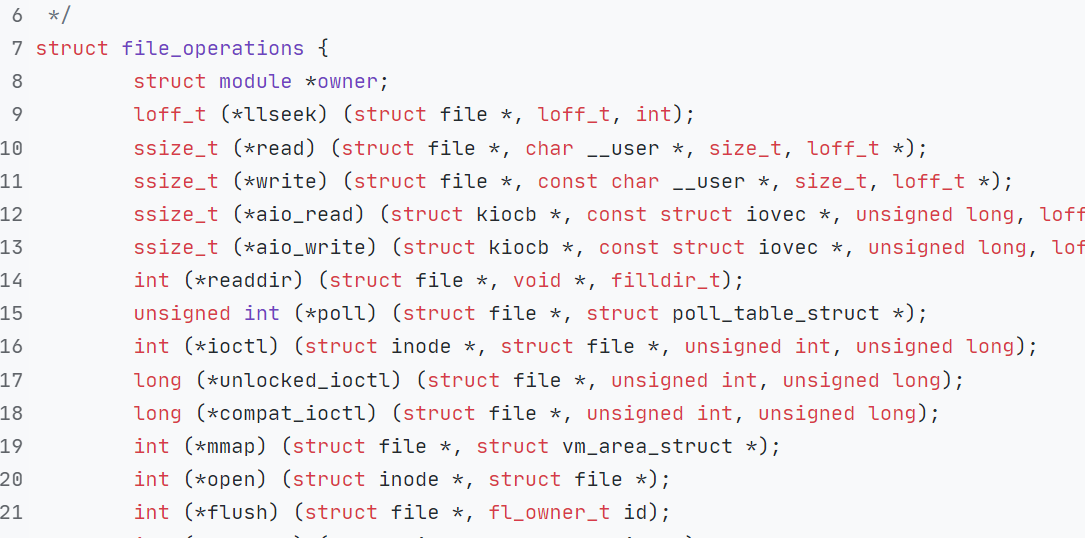 6 */
7 struct file_operations {
8 struct module *owner;
9 loff_t (*llseek) (struct file *, loff_t, int);
10 ssize_t (*read) (struct file *, char __user *, size_t, loff_t *);
11 ssize_t (*write) (struct file *, const char __user *, size_t, loff_t *);
12 ssize_t (*aio_read) (struct kiocb *, const struct iovec *, unsigned long, loff
13 ssize_t (*aio_write) (struct kiocb *, const struct iovec *, unsigned long, lof
14 int (*readdir) (struct file *, void *, filldir_t);
15 unsigned int (*poll) (struct file *, struct poll_table_struct *);
16 int (*ioctl) (struct inode *, struct file *, unsigned int, unsigned long);
17 long (*unlocked_ioctl) (struct file *, unsigned int, unsigned long);
18 long (*compat_ioctl) (struct file *, unsigned int, unsigned long);
19 int (*mmap) (struct file *, struct vm_area_struct *);
20 int (*open) (struct inode *, struct file *);
21 int (*flush) (struct file *, fl_owner_t id);